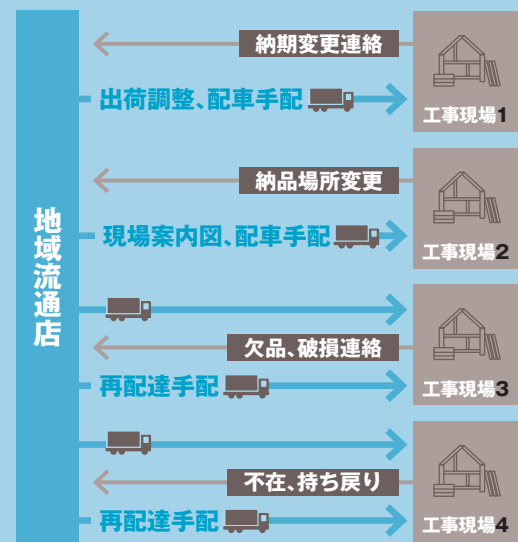 地域流通店
納期変更連絡
出荷調整、配車手配
工事現場1
納品場所変更
現場案内図、配車手配
工事現場2
欠品、破損連絡
再配達手配
工事現場3
不在、持ち戻り
再配達手配
工事現場4